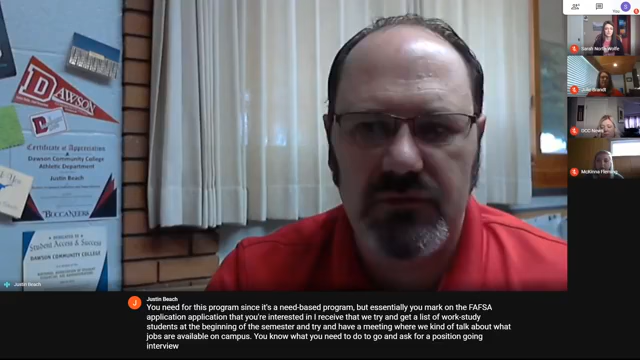 DAWSON
D
Certificate of Appreciation
Dawson Community College
Athletic Department
Justin Beach
BUCCANEERS
Student Access & Success
DAWSON COMMUNITY COLLEGE
Justin Beach
S
You
Sarah North Wolfe
Julie Brandt
DCC News
McKinna Fleming
J
Justin Beach
You need for this program since it's a need-based program, but essentially you mark on the FAFSA
application application that you're interested in I receive that we try and get a list of work-study
students at the beginning of the semester and try and have a meeting where we kind of talk about what
jobs are available on campus. You know what you need to do to go and ask for a position going
interview